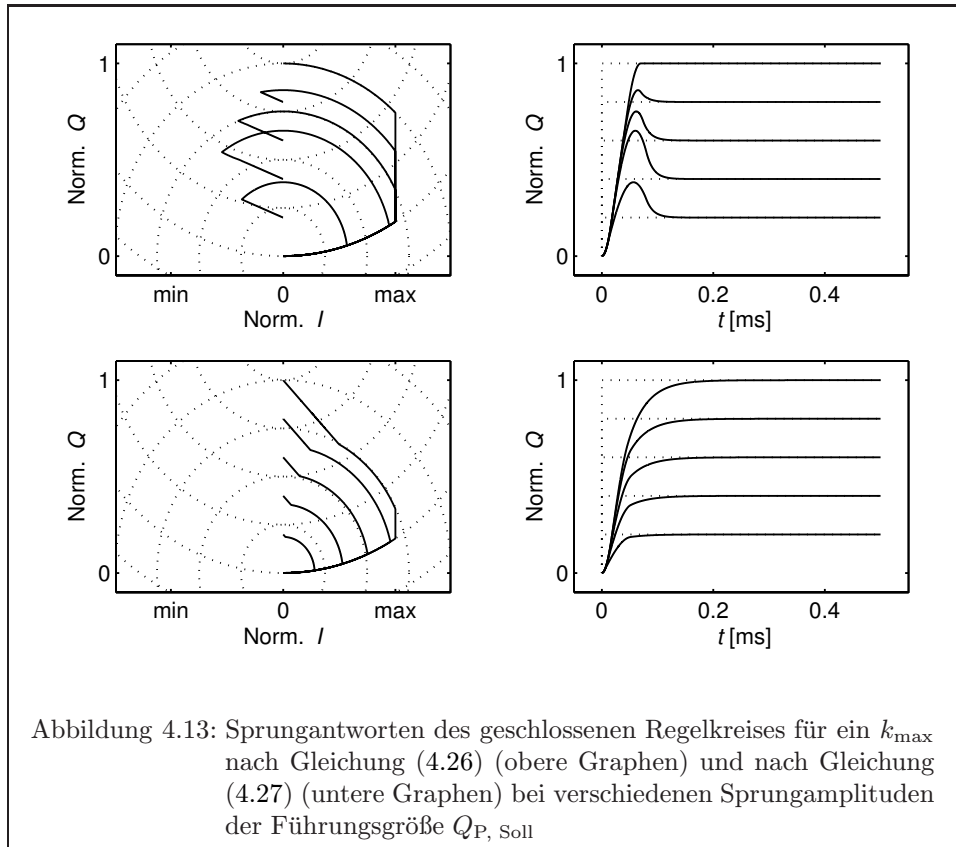 1
Norm. Q
0
min 0 max
Norm. I
1
Norm. Q
0
0 0.2 0.4
t [ms]
1
Norm. Q
0
min 0 max
Norm. I
1
Norm. Q
0
0 0.2 0.4
t [ms]
Abbildung 4.13: Sprungantworten des geschlossenen Regelkreises für ein kmax
nach Gleichung (4.26) (obere Graphen) und nach Gleichung
(4.27) (untere Graphen) bei verschiedenen Sprungamplituden
der Führungsgröße QP, Soll